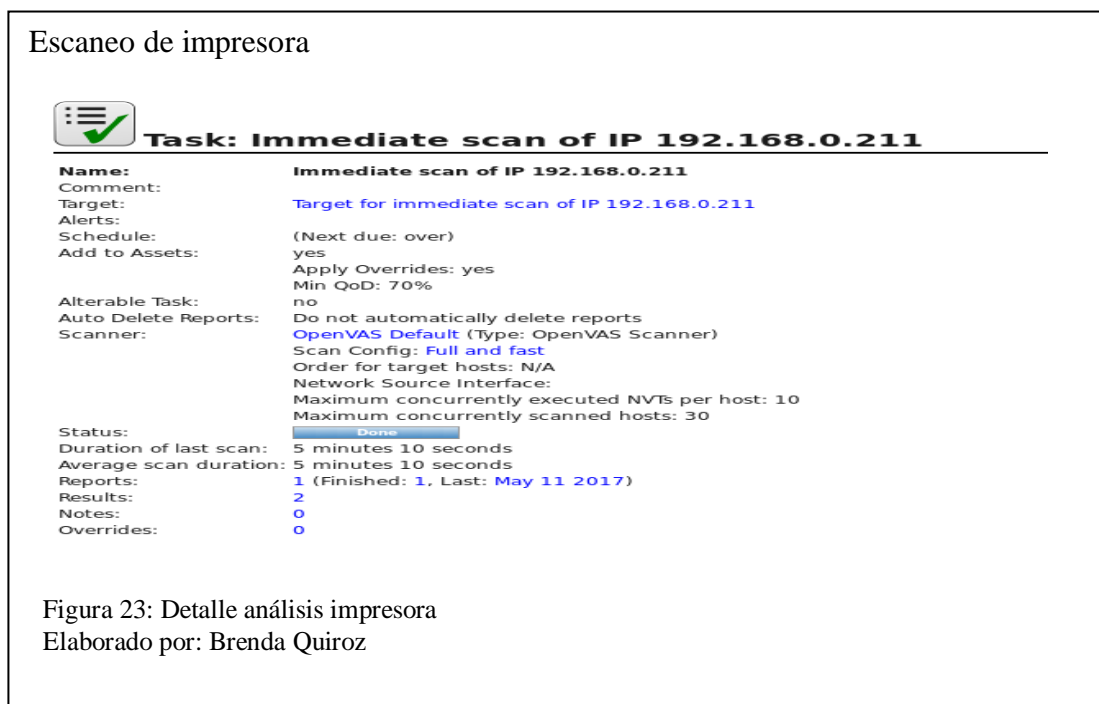 Escaneo de impresora
Task: Immediate scan of IP 192.168.0.211
Name: Immediate scan of IP 192.168.0.211
Comment:
Target: Target for immediate scan of IP 192.168.0.211
Alerts:
Schedule: (Next due: over)
Add to Assets: yes
Apply Overrides: yes
Min QoD: 70%
Alterable Task: no
Auto Delete Reports: Do not automatically delete reports
Scanner: OpenVAS Default (Type: OpenVAS Scanner)
Scan Config: Full and fast
Order for target hosts: N/A
Network Source Interface:
Maximum concurrently executed NVTs per host: 10
Maximum concurrently scanned hosts: 30
Status: Done
Duration of last scan: 5 minutes 10 seconds
Average scan duration: 5 minutes 10 seconds
Reports: 1 (Finished: 1, Last: May 11 2017)
Results: 2
Notes: 0
Overrides: 0
Figura 23: Detalle análisis impresora
Elaborado por: Brenda Quiroz